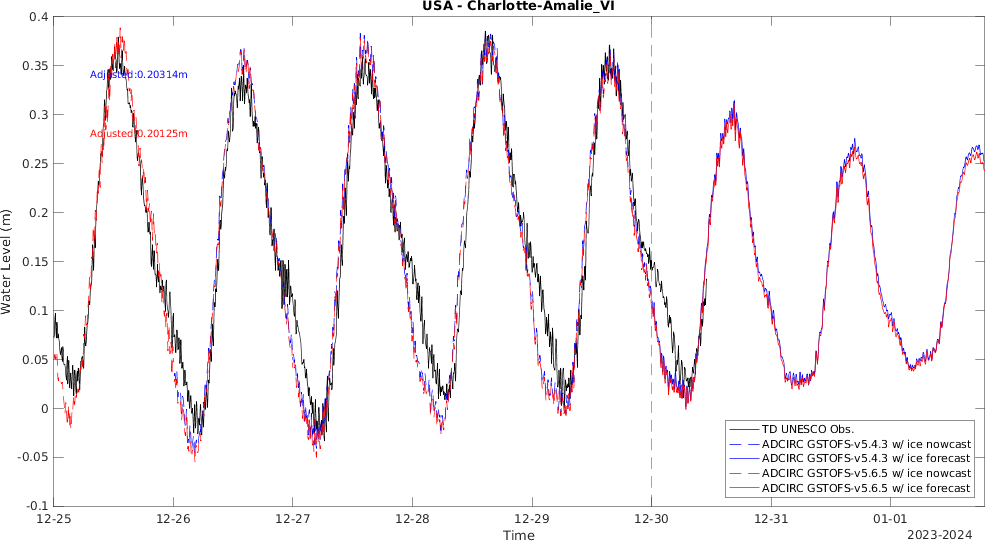 USA - Charlotte-Amalie_VI
0.4
0.35
0.3
0.25
0.2
0.15
0.1
0.05
0
-0.05
-0.1
Water Level (m)
Adjusted:0.20314m
Adjusted:0.20125m
TD UNESCO Obs.
ADCIRC GSTOFS-v5.4.3 w/ ice nowcast
ADCIRC GSTOFS-v5.4.3 w/ ice forecast
ADCIRC GSTOFS-v5.6.5 w/ ice nowcast
ADCIRC GSTOFS-v5.6.5 w/ ice forecast
12-25 12-26 12-27 12-28 12-29 12-30 12-31 01-01
Time
2023-2024